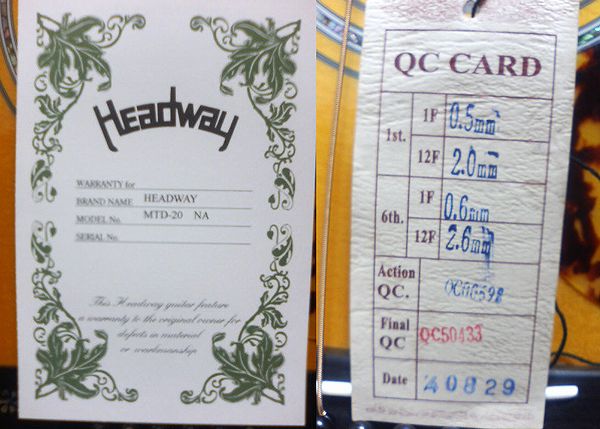 Headway
WARRANTY for
BRAND NAME HEADWAY
MODEL No. MTD-20 NA
SERIAL No.
This Headway guitar feature
a warranty to the original owner for
defects in material
or workmanship
QC CARD
1st. 1F 0.5mm
12F 2.0mm
6th. 1F 0.6mm
12F 2.6mm
Action
QC.
Final
QC QC50433
Date 40829